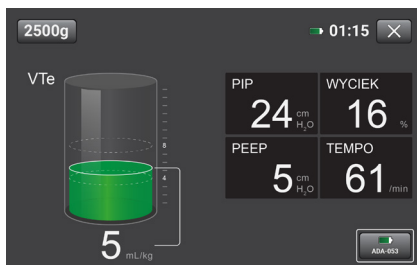 2500g
01:15
VTe
8
4
5 mL/kg
PIP
24 cm H₂O
WYCIEK
16 %
PEEP
5 cm H₂O
TEMPO
61 /min
ADA-053